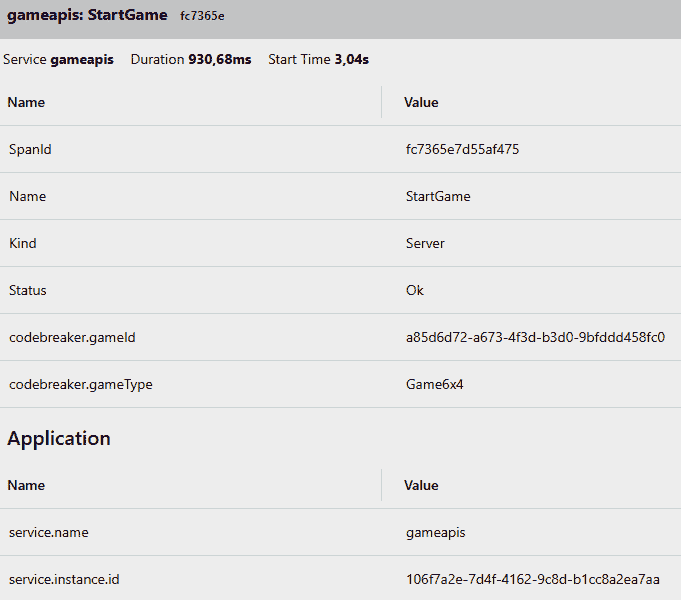 gameapis: StartGame fc7365e
Service gameapis Duration 930,68ms Start Time 3,04s
Name Value
SpanId fc7365e7d55af475
Name StartGame
Kind Server
Status Ok
codebreaker.gameId a85d6d72-a673-4f3d-b3d0-9bfddd458fc0
codebreaker.gameType Game6x4
Application
Name Value
service.name gameapis
service.instance.id 106f7a2e-7d4f-4162-9c8d-b1cc8a2ea7aa